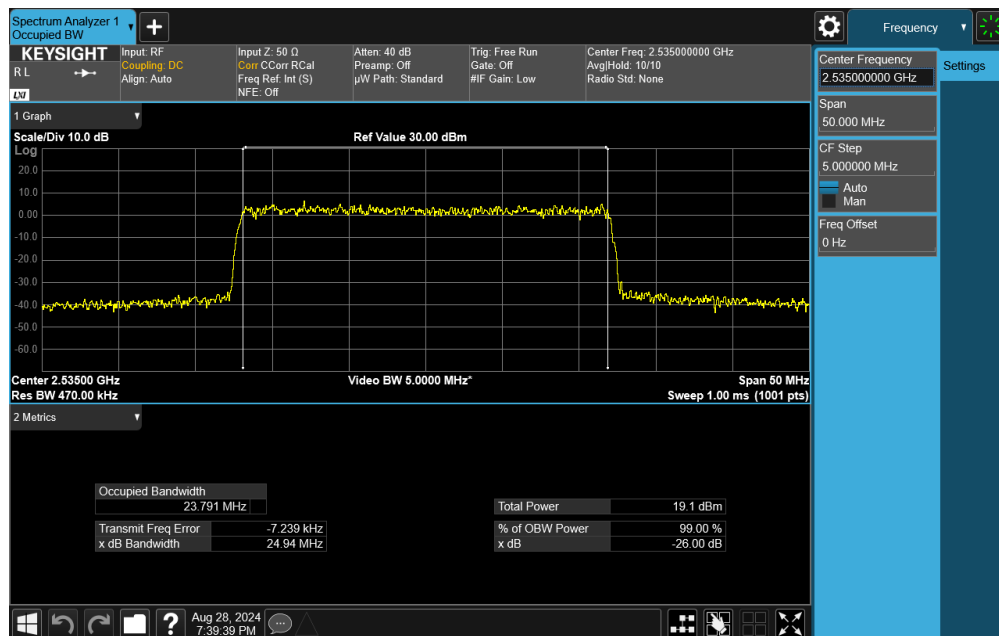 Spectrum Analyzer 1
Occupied BW
Frequency
KEYSIGHT
R L
LXI
Input: RF
Coupling: DC
Align: Auto
Input Z: 50 Ω
Corr CCorr RCal
Freq Ref: Int (S)
NFE: Off
Atten: 40 dB
Preamp: Off
µW Path: Standard
Trig: Free Run
Gate: Off
#IF Gain: Low
Center Freq: 2.535000000 GHz
Avg|Hold: 10/10
Radio Std: None
Center Frequency
2.535000000 GHz
Settings
Span
50.000 MHz
CF Step
5.000000 MHz
Auto
Man
Freq Offset
0 Hz
1 Graph
Scale/Div 10.0 dB
Ref Value 30.00 dBm
Log
20.0
10.0
0.00
-10.0
-20.0
-30.0
-40.0
-50.0
-60.0
Center 2.53500 GHz
Video BW 5.0000 MHz*
Span 50 MHz
Res BW 470.00 kHz
Sweep 1.00 ms (1001 pts)
2 Metrics
Occupied Bandwidth
23.791 MHz
Total Power 19.1 dBm
Transmit Freq Error -7.239 kHz
% of OBW Power 99.00 %
x dB Bandwidth 24.94 MHz
x dB -26.00 dB
Aug 28, 2024
7:39:39 PM